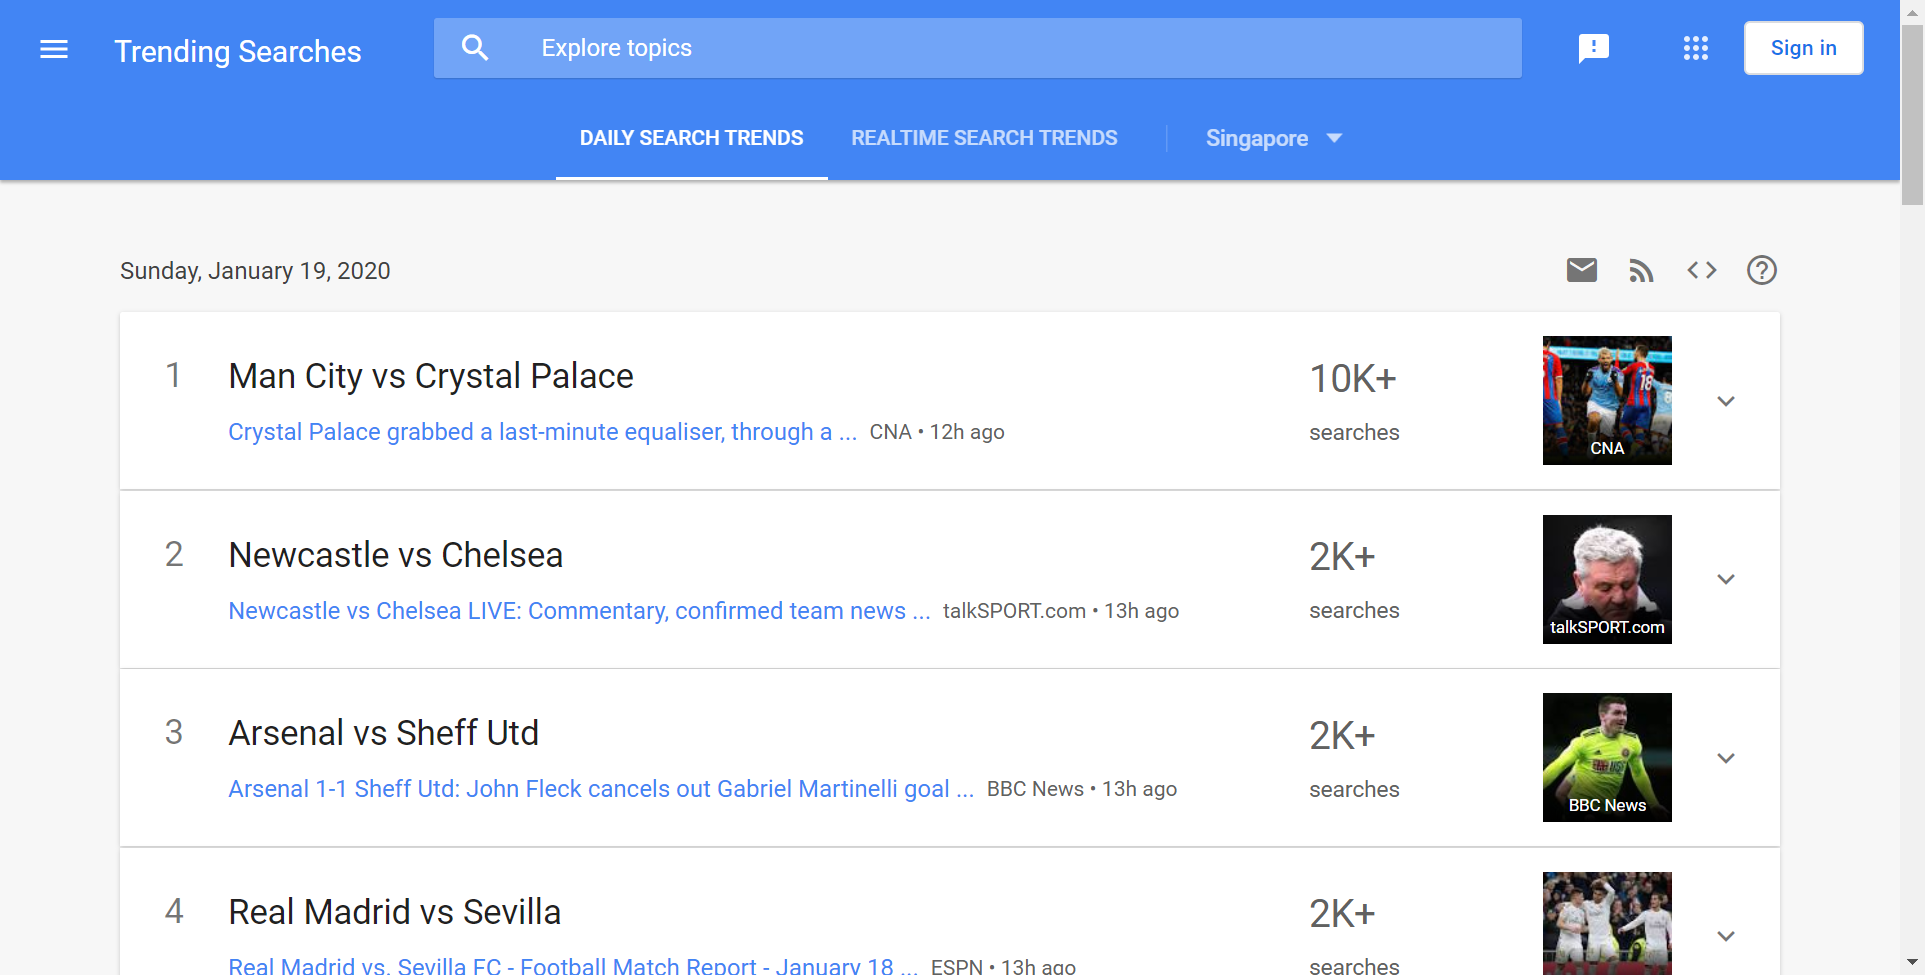 Trending Searches
Explore topics
Sign in
DAILY SEARCH TRENDS
REALTIME SEARCH TRENDS
Singapore
Sunday, January 19, 2020
1
Man City vs Crystal Palace
Crystal Palace grabbed a last-minute equaliser, through a ... CNA • 12h ago
10K+
searches
CNA
2
Newcastle vs Chelsea
Newcastle vs Chelsea LIVE: Commentary, confirmed team news ... talkSPORT.com • 13h ago
2K+
searches
talkSPORT.com
3
Arsenal vs Sheff Utd
Arsenal 1-1 Sheff Utd: John Fleck cancels out Gabriel Martinelli goal ... BBC News • 13h ago
2K+
searches
BBC News
4
Real Madrid vs Sevilla
Real Madrid vs. Sevilla FC - Football Match Report - January 18 ... ESPN • 13h ago
2K+
searches